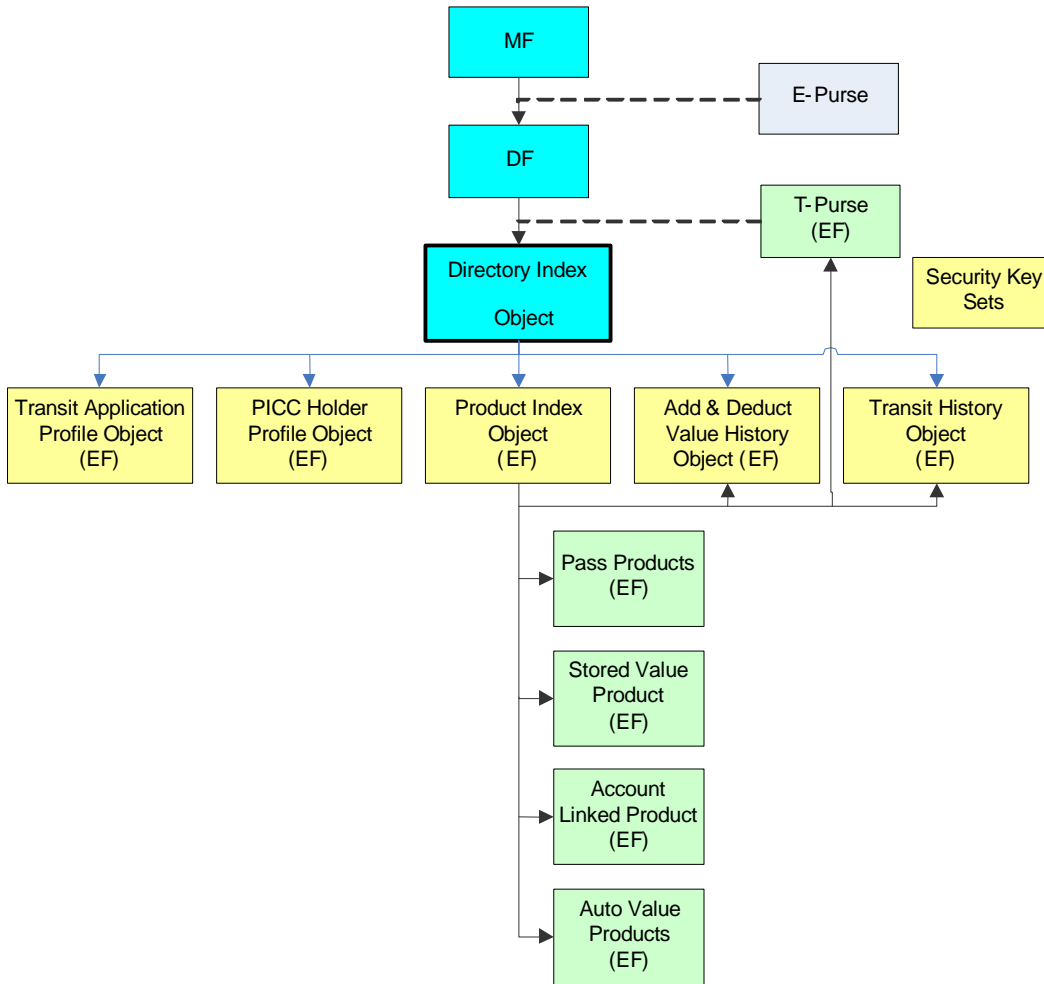 MF
E-Purse
DF
T-Purse
(EF)
Directory Index
Object
Security Key
Sets
Transit Application
Profile Object
(EF)
PICC Holder
Profile Object
(EF)
Product Index
Object
(EF)
Add & Deduct
Value History
Object (EF)
Transit History
Object
(EF)
Pass Products
(EF)
Stored Value
Product
(EF)
Account
Linked Product
(EF)
Auto Value
Products
(EF)